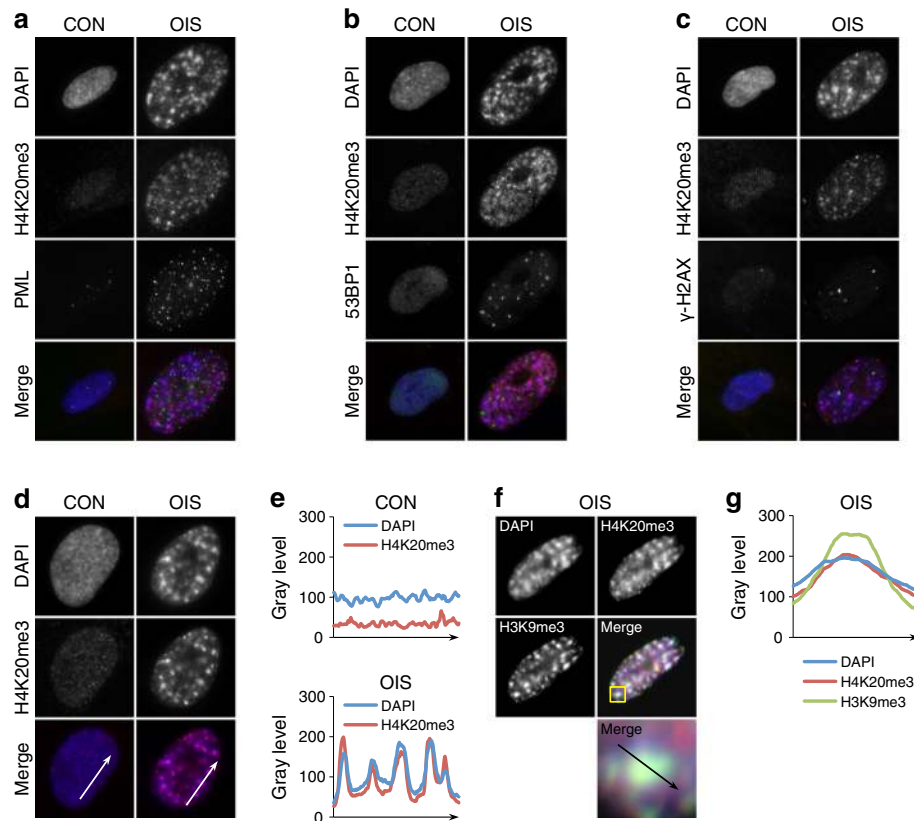 a
CON OIS
DAPI
H4K20me3
PML
Merge
b
CON OIS
DAPI
H4K20me3
53BP1
Merge
c
CON OIS
DAPI
H4K20me3
γ-H2AX
Merge
d
CON OIS
DAPI
H4K20me3
Merge
e
CON
300
200
100
0
Gray level
DAPI
H4K20me3
OIS
300
200
100
0
Gray level
DAPI
H4K20me3
f
OIS
DAPI H4K20me3
H3K9me3 Merge
Merge
g
OIS
300
200
100
0
Gray level
DAPI
H4K20me3
H3K9me3